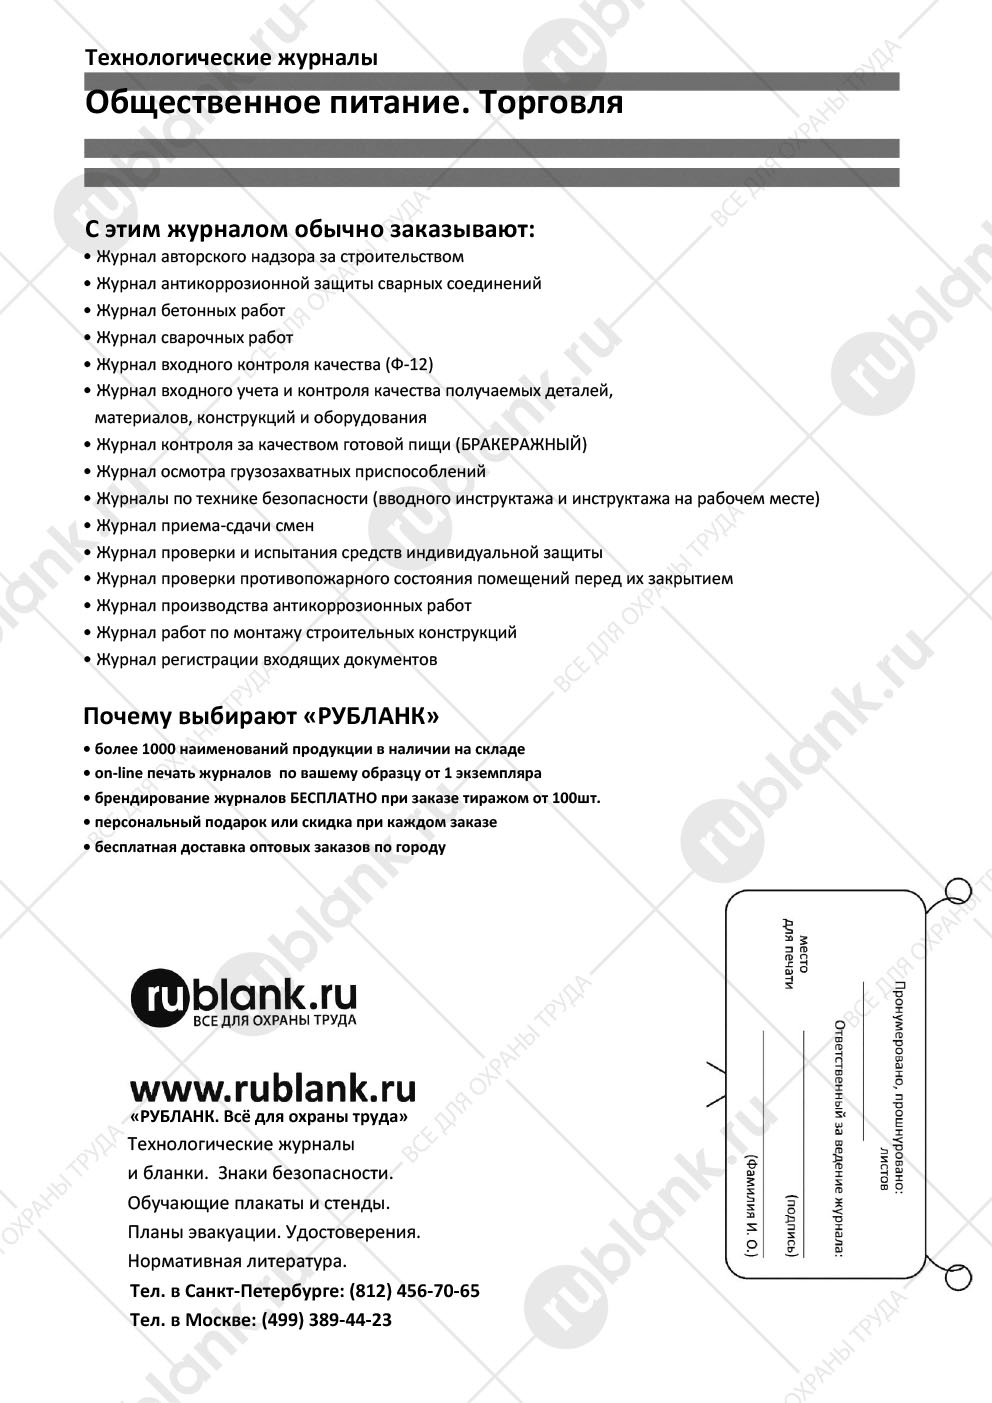 Технологические журналы
Общественное питание. Торговля
С этим журналом обычно заказывают:
• Журнал авторского надзора за строительством
• Журнал антикоррозионной защиты сварных соединений
• Журнал бетонных работ
• Журнал сварочных работ
• Журнал входного контроля качества (Ф-12)
• Журнал входного учета и контроля качества получаемых деталей,
материалов, конструкций и оборудования
• Журнал контроля за качеством готовой пищи (БРАКЕРАЖНЫЙ)
• Журнал осмотра грузозахватных приспособлений
• Журналы по технике безопасности (вводного инструктажа и инструктажа на рабочем месте)
• Журнал приема-сдачи смен
• Журнал проверки и испытания средств индивидуальной защиты
• Журнал проверки противопожарного состояния помещений перед их закрытием
• Журнал производства антикоррозионных работ
• Журнал работ по монтажу строительных конструкций
• Журнал регистрации входящих документов
Почему выбирают «РУБЛАНК»
• более 1000 наименований продукции в наличии на складе
• on-line печать журналов по вашему образцу от 1 экземпляра
• брендирование журналов БЕСПЛАТНО при заказе тиражом от 100шт.
• персональный подарок или скидка при каждом заказе
• бесплатная доставка оптовых заказов по городу
rublank.ru
ВСЕ ДЛЯ ОХРАНЫ ТРУДА
www.rublank.ru
«РУБЛАНК. Всё для охраны труда»
Технологические журналы
и бланки. Знаки безопасности.
Обучающие плакаты и стенды.
Планы эвакуации. Удостоверения.
Нормативная литература.
Тел. в Санкт-Петербурге: (812) 456-70-65
Тел. в Москве: (499) 389-44-23
Пронумеровано, прошнуровано:
листов
Ответственный за ведение журнала:
место
для печати
(подпись)
(Фамилия И. О.)